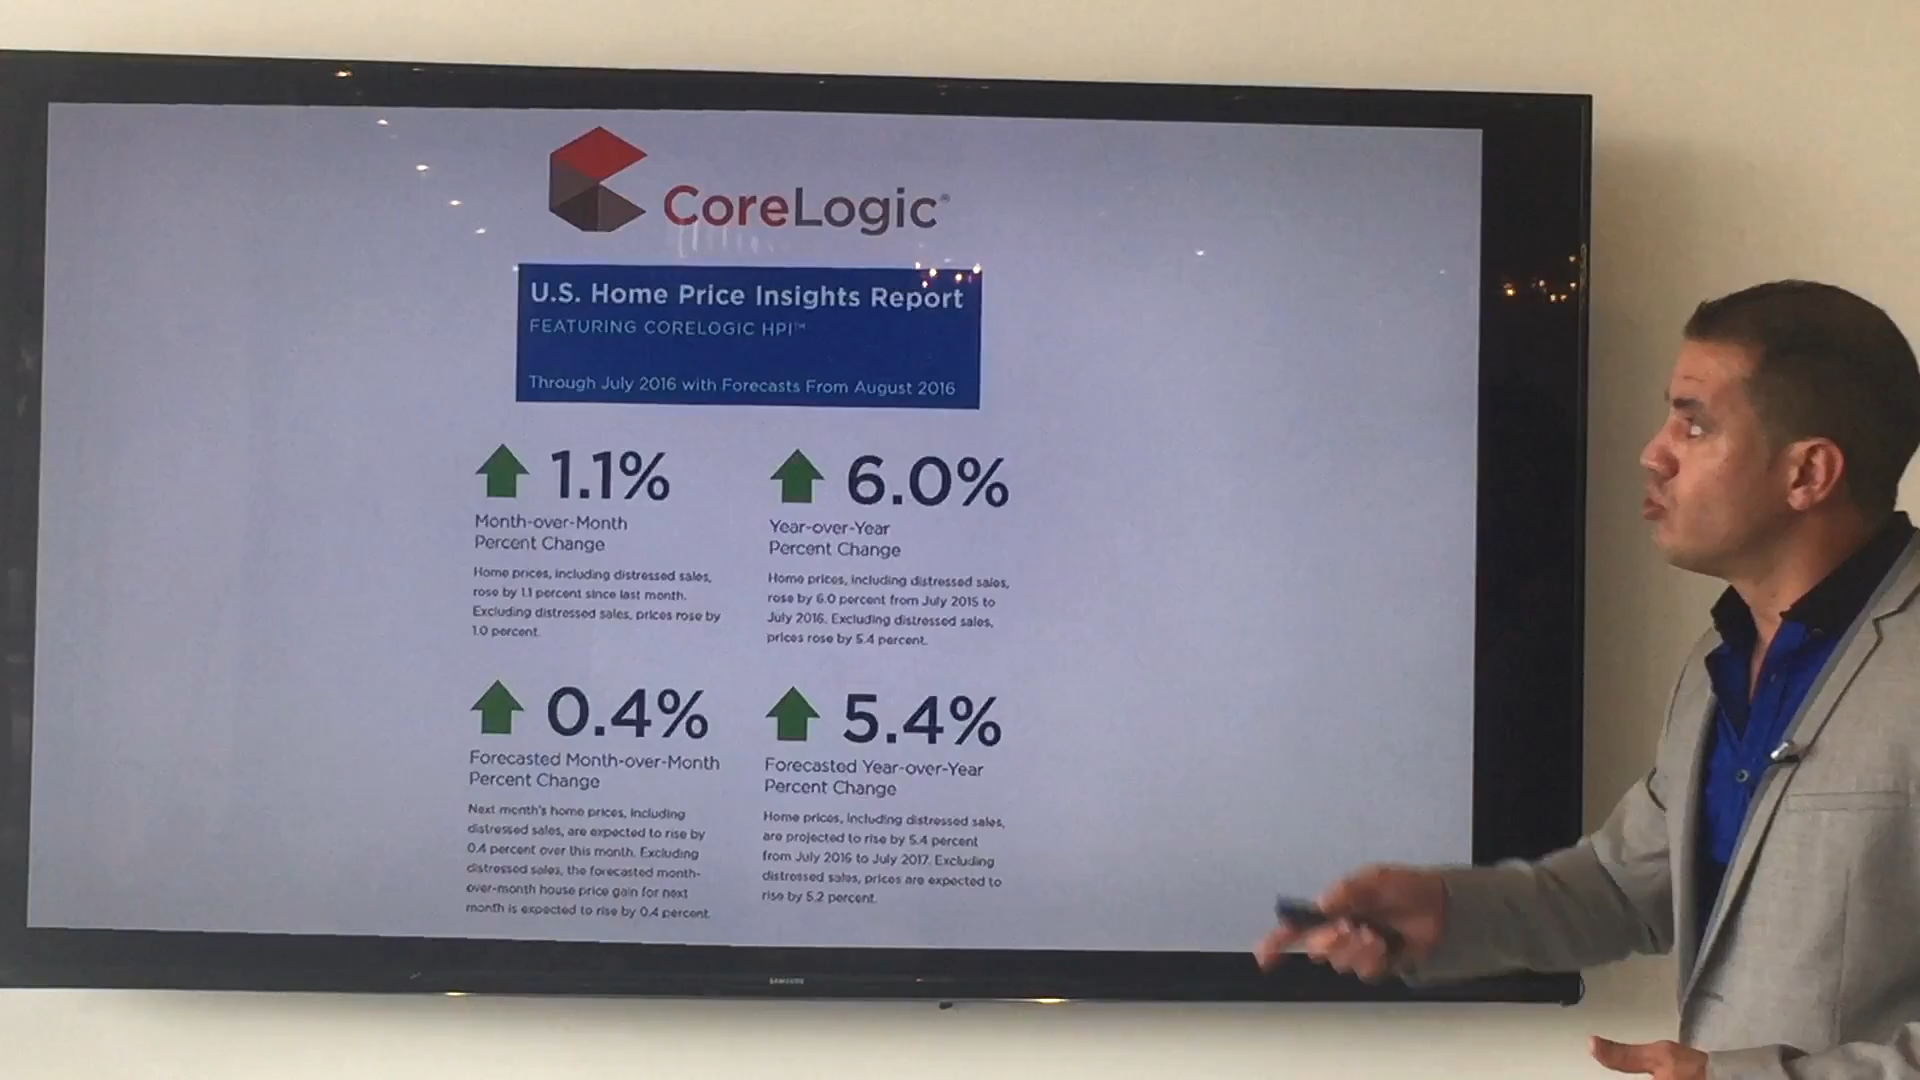 CoreLogic®
U.S. Home Price Insights Report
FEATURING CORELOGIC HPI™
Through July 2016 with Forecasts From August 2016
1.1%
Month-over-Month
Percent Change
Home prices, including distressed sales,
rose by 1.1 percent since last month.
Excluding distressed sales, prices rose by
1.0 percent.
6.0%
Year-over-Year
Percent Change
Home prices, including distressed sales,
rose by 6.0 percent from July 2015 to
July 2016. Excluding distressed sales,
prices rose by 5.4 percent.
0.4%
Forecasted Month-over-Month
Percent Change
Next month's home prices, including
distressed sales, are expected to rise by
0.4 percent over this month. Excluding
distressed sales, the forecasted month-
over-month house price gain for next
month is expected to rise by 0.4 percent.
5.4%
Forecasted Year-over-Year
Percent Change
Home prices, including distressed sales,
are projected to rise by 5.4 percent
from July 2016 to July 2017. Excluding
distressed sales, prices are expected to
rise by 5.2 percent.
SAMSUNG